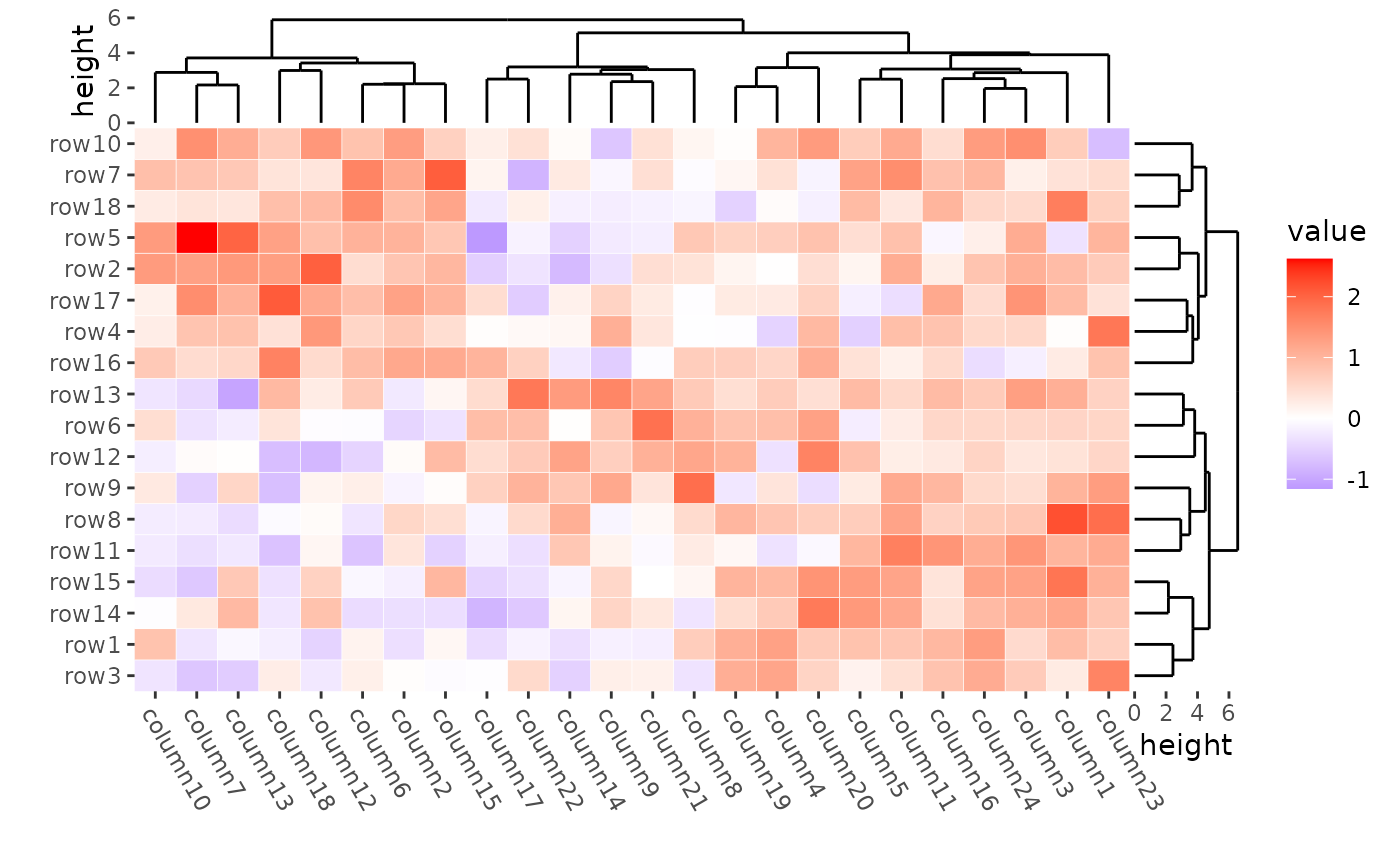 height
6
4
2
0
row10
row7
row18
row5
row2
row17
row4
row16
row13
row6
row12
row9
row8
row11
row15
row14
row1
row3
column10
column7
column13
column18
column12
column6
column2
column15
column17
column22
column14
column9
column21
column8
column19
column4
column20
column5
column11
column16
column24
column3
column1
column23
0 2 4 6
height
value
2
1
0
-1